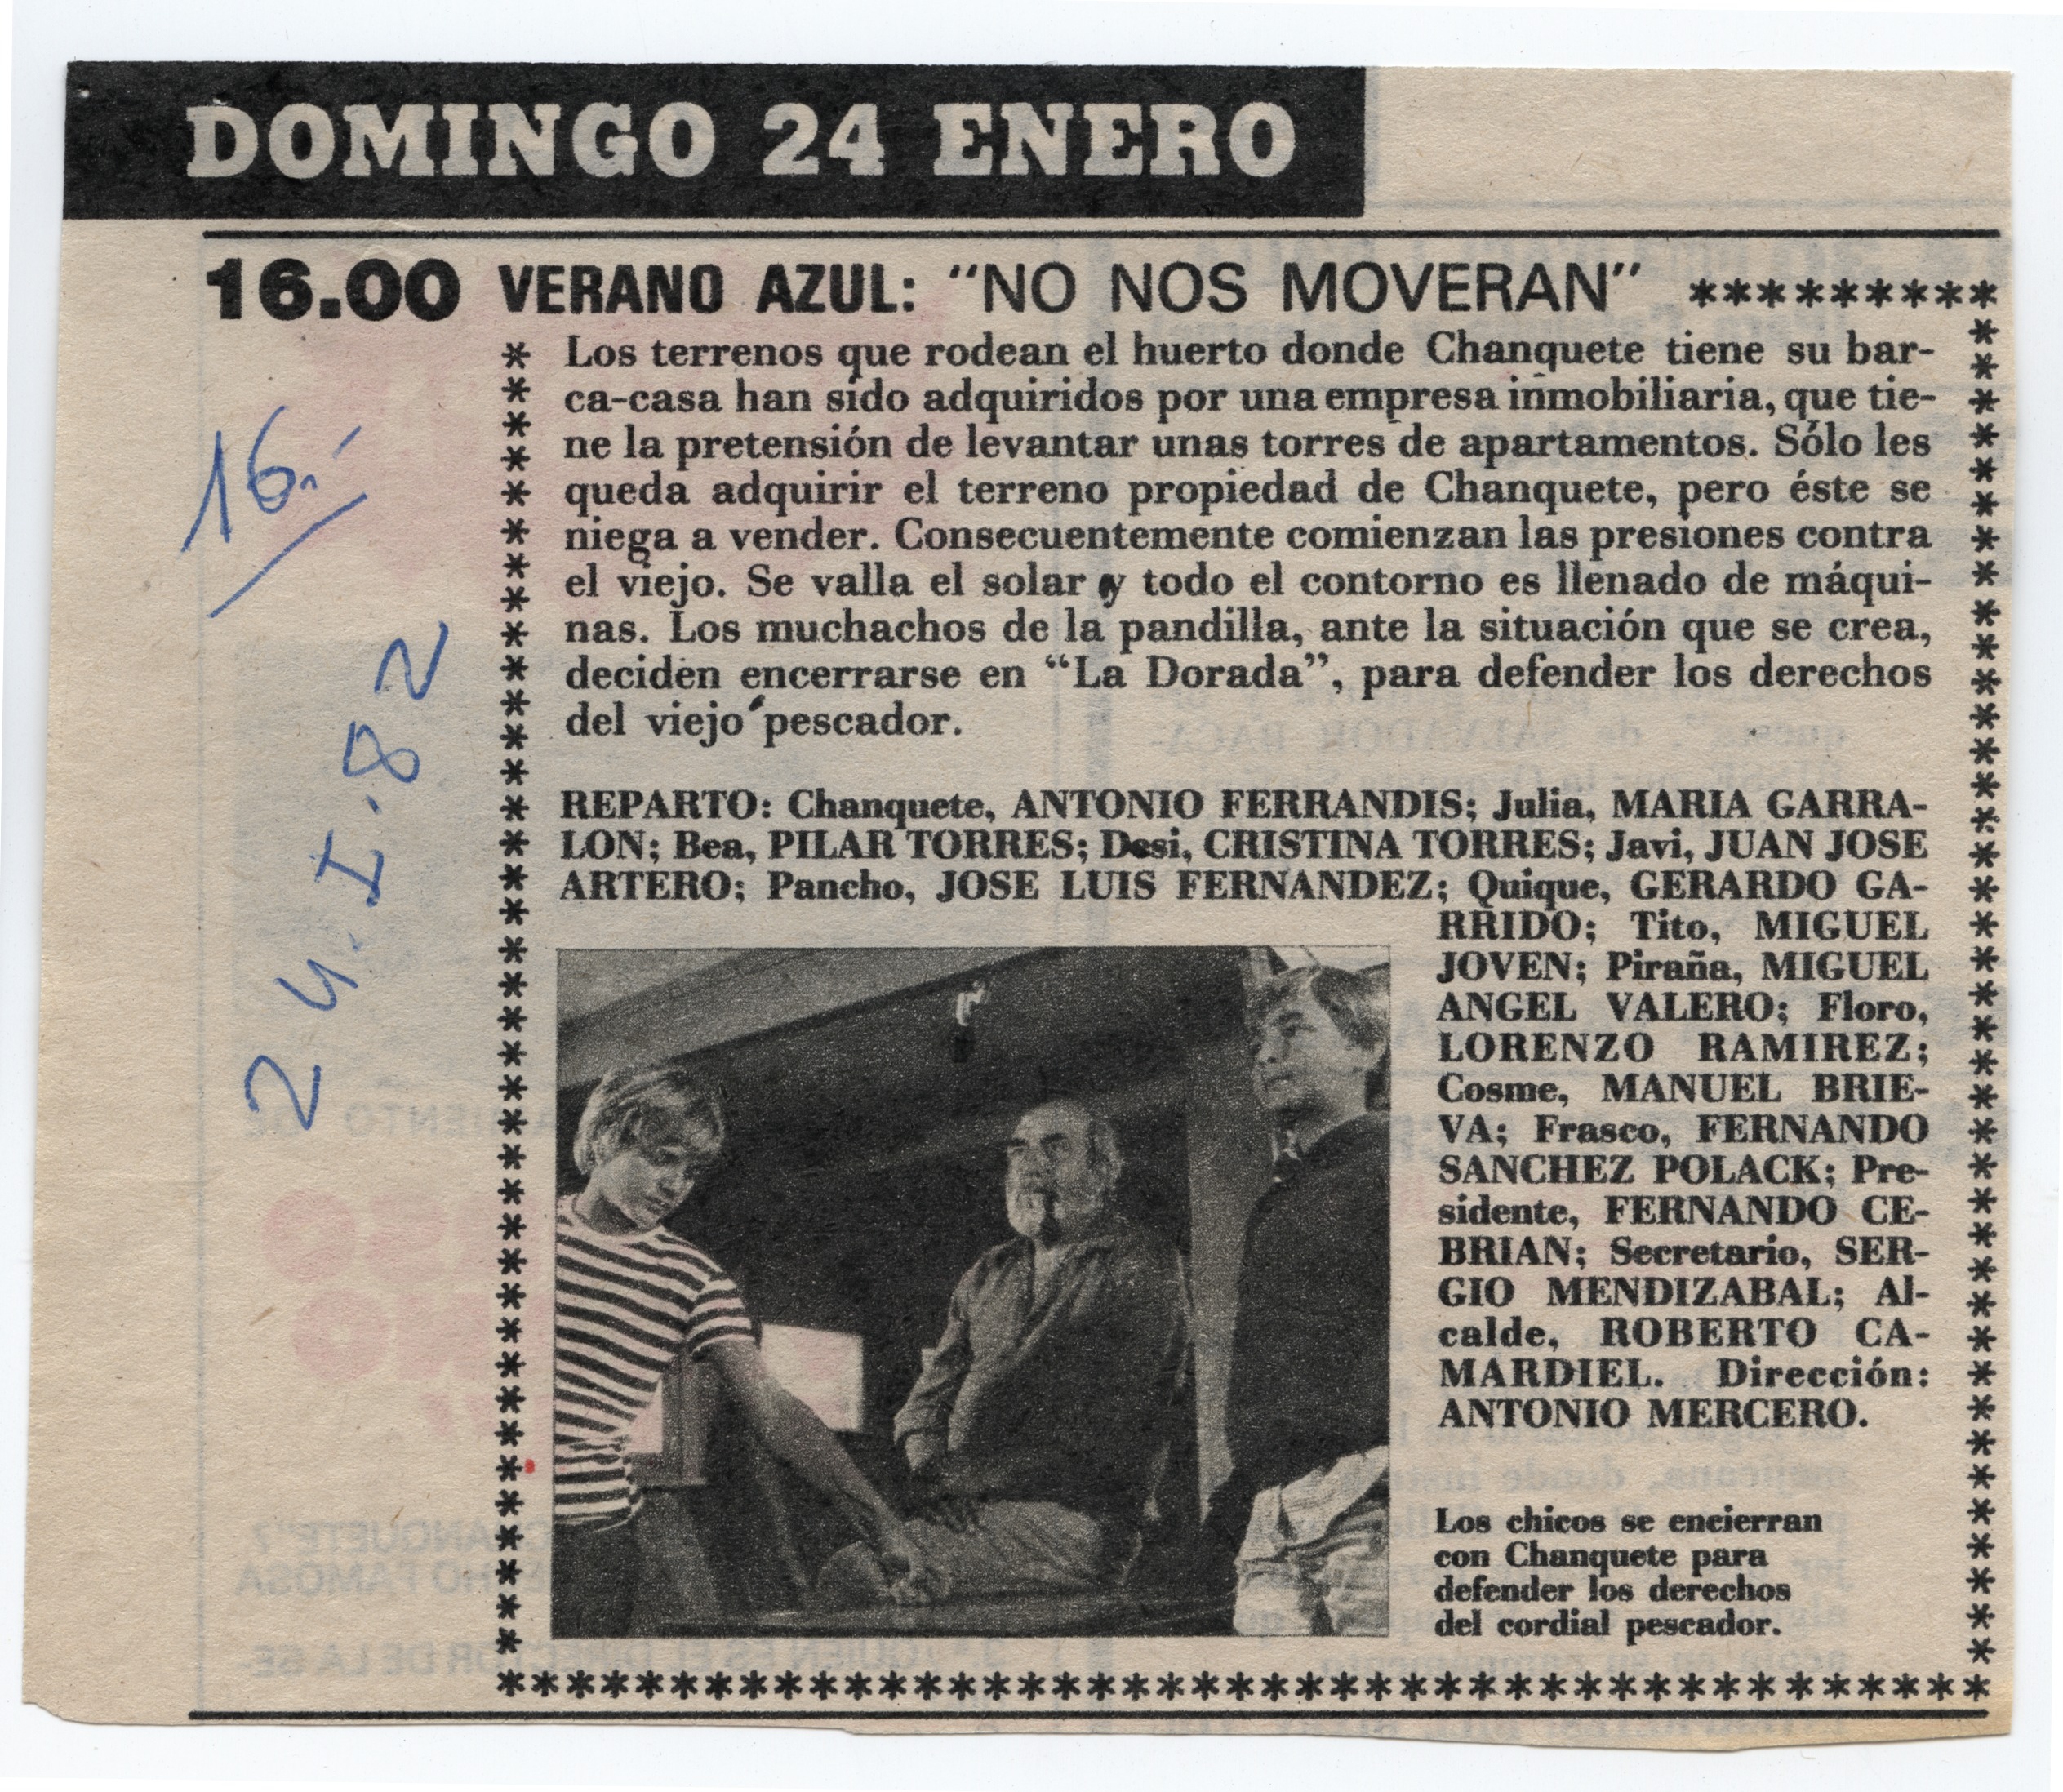 DOMINGO 24 ENERO
16.00 VERANO AZUL: "NO NOS MOVERAN" *********
Los terrenos que rodean el huerto donde Chanquete tiene su bar-
ca-casa han sido adquiridos por una empresa inmobiliaria, que tie-
ne la pretensión de levantar unas torres de apartamentos. Sólo les
queda adquirir el terreno propiedad de Chanquete, pero éste se
niega a vender. Consecuentemente comienzan las presiones contra
el viejo. Se valla el solar y todo el contorno es llenado de máqui-
nas. Los muchachos de la pandilla, ante la situación que se crea,
deciden encerrarse en “La Dorada”, para defender los derechos
del viejo pescador.
REPARTO: Chanquete, ANTONIO FERRANDIS; Julia, MARIA GARRA-
LON; Bea, PILAR TORRES; Desi, CRISTINA TORRES; Javi, JUAN JOSE
ARTERO; Pancho, JOSE LUIS FERNANDEZ; Quique, GERARDO GA-
RRIDO; Tito, MIGUEL
JOVEN; Piraña, MIGUEL
ANGEL VALERO; Floro,
LORENZO RAMIREZ;
Cosme, MANUEL BRIE-
VA; Frasco, FERNANDO
SANCHEZ POLACK; Pre-
sidente, FERNANDO CE-
BRIAN; Secretario, SER-
GIO MENDIZABAL; Al-
calde, ROBERTO CA-
MARDIEL. Dirección:
ANTONIO MERCERO.
Los chicos se encierran
con Chanquete para
defender los derechos
del cordial pescador.
16.-
24.I.82